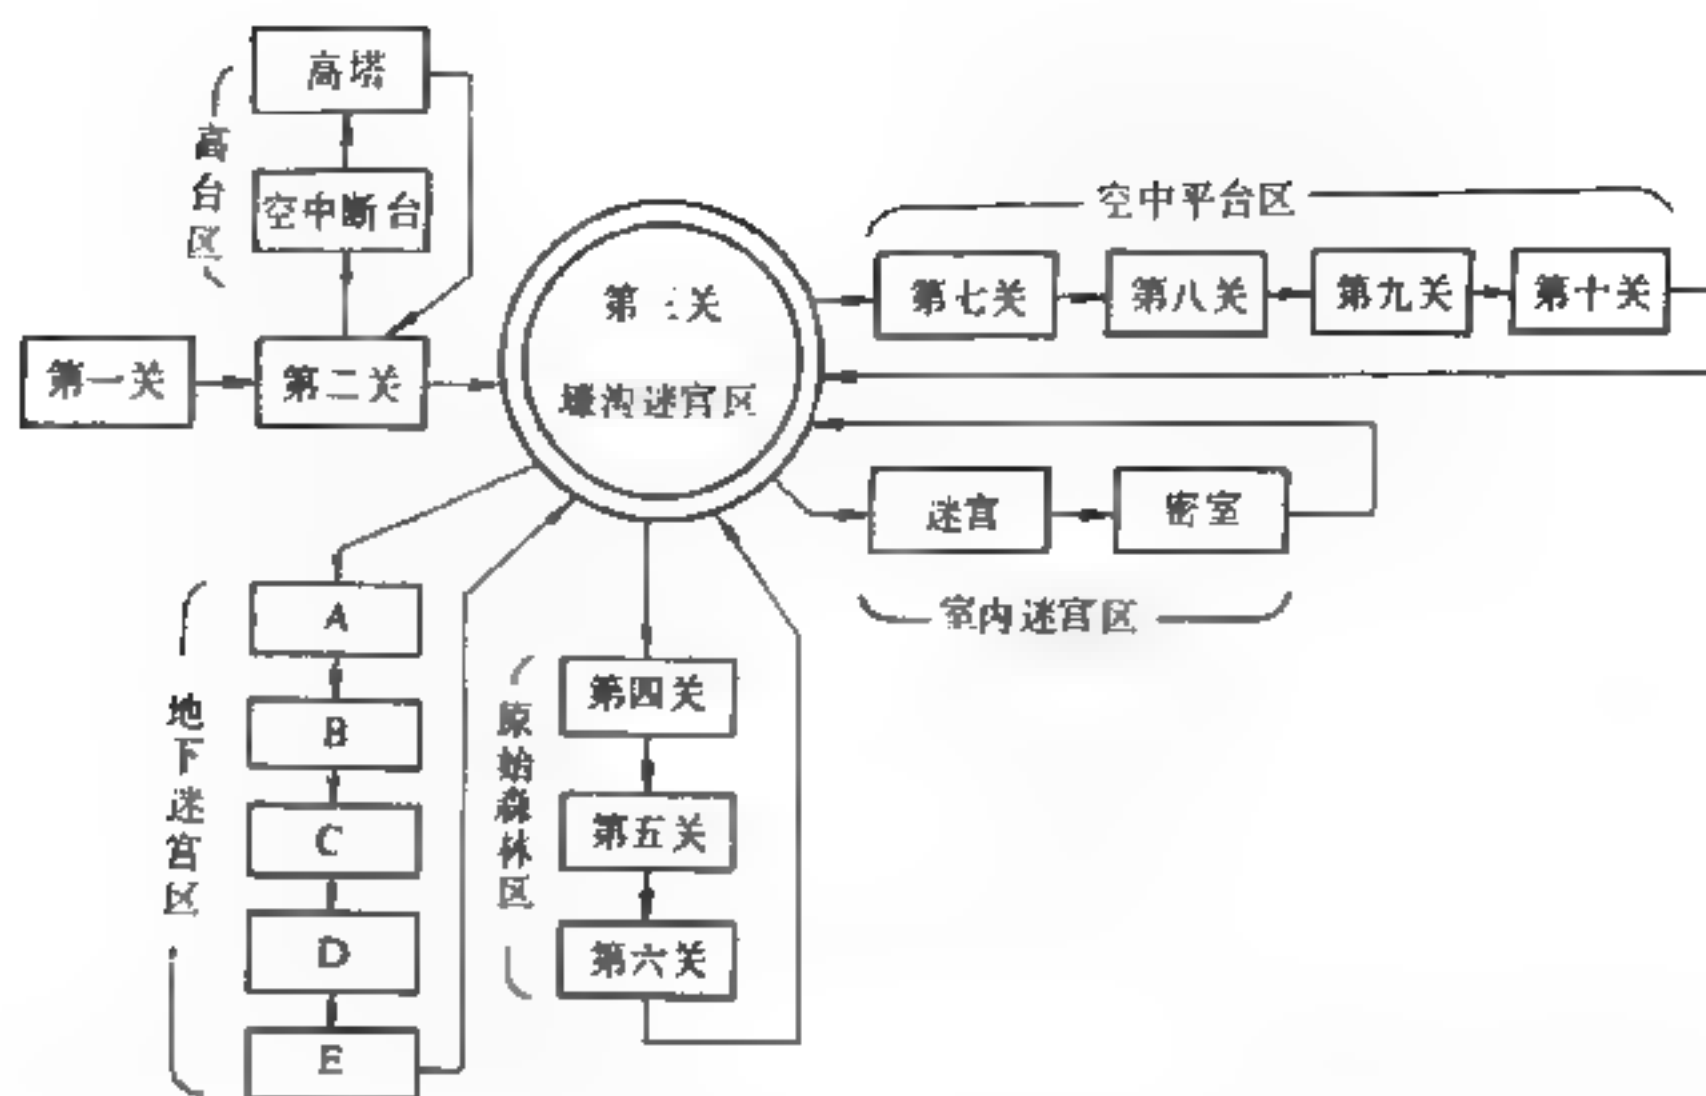 高塔
高台区
空中断台
空中平台区
第三关
第七关
第八关
第九关
第十关
第一关
第二关
壕沟迷宫区
迷宫
密室
室内迷宫区
A
地下迷宫区
B
C
D
E
原始森林区
第四关
第五关
第六关